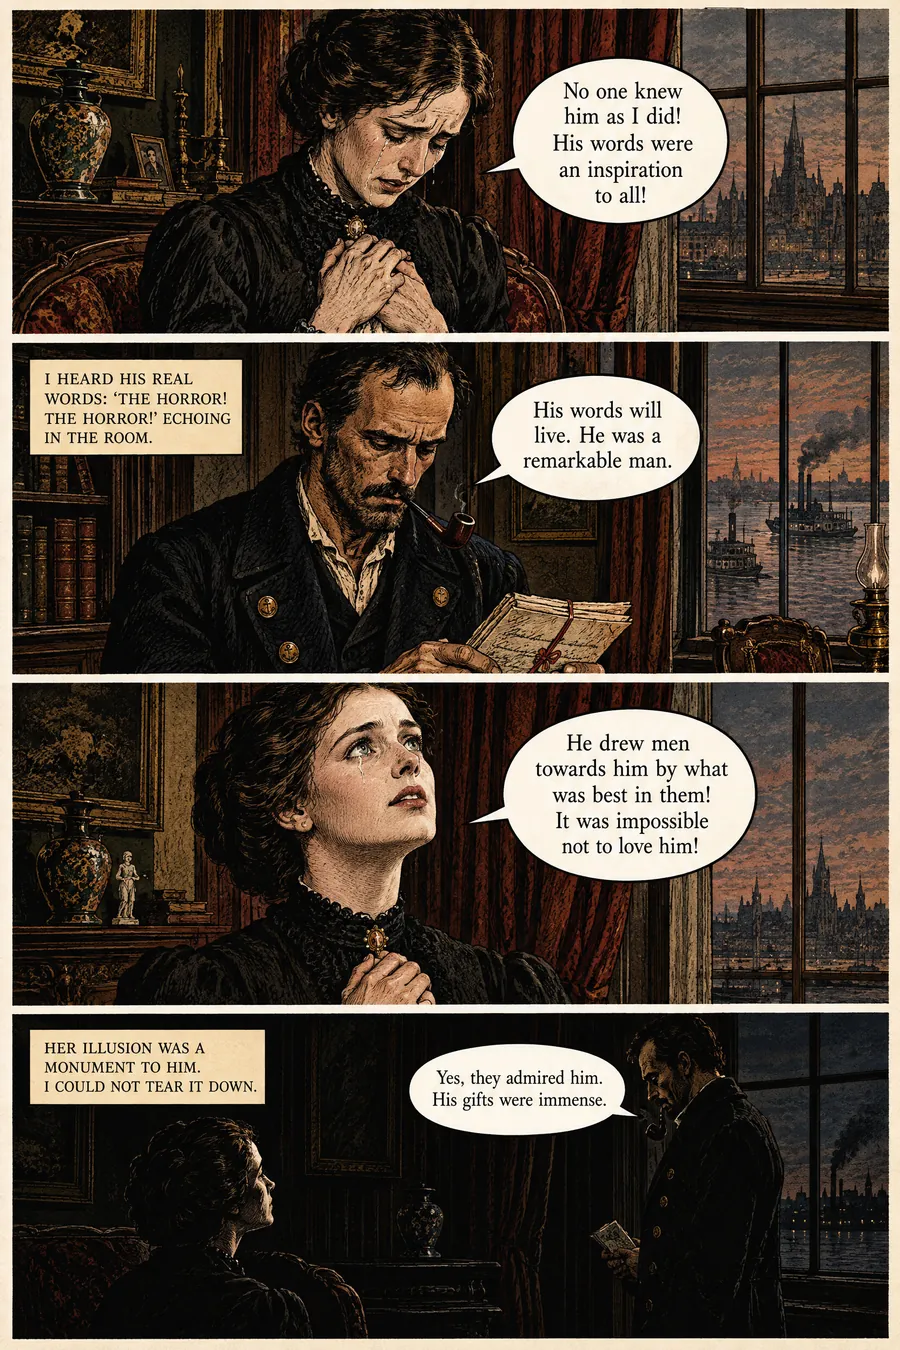 No one knew
him as I did!
His words were
an inspiration
to all!
I HEARD HIS REAL
WORDS: ‘THE HORROR!
THE HORROR!’ ECHOING
IN THE ROOM.
His words will
live. He was a
remarkable man.
He drew men
towards him by what
was best in them!
It was impossible
not to love him!
HER ILLUSION WAS A
MONUMENT TO HIM.
I COULD NOT TEAR IT DOWN.
Yes, they admired him.
His gifts were immense.